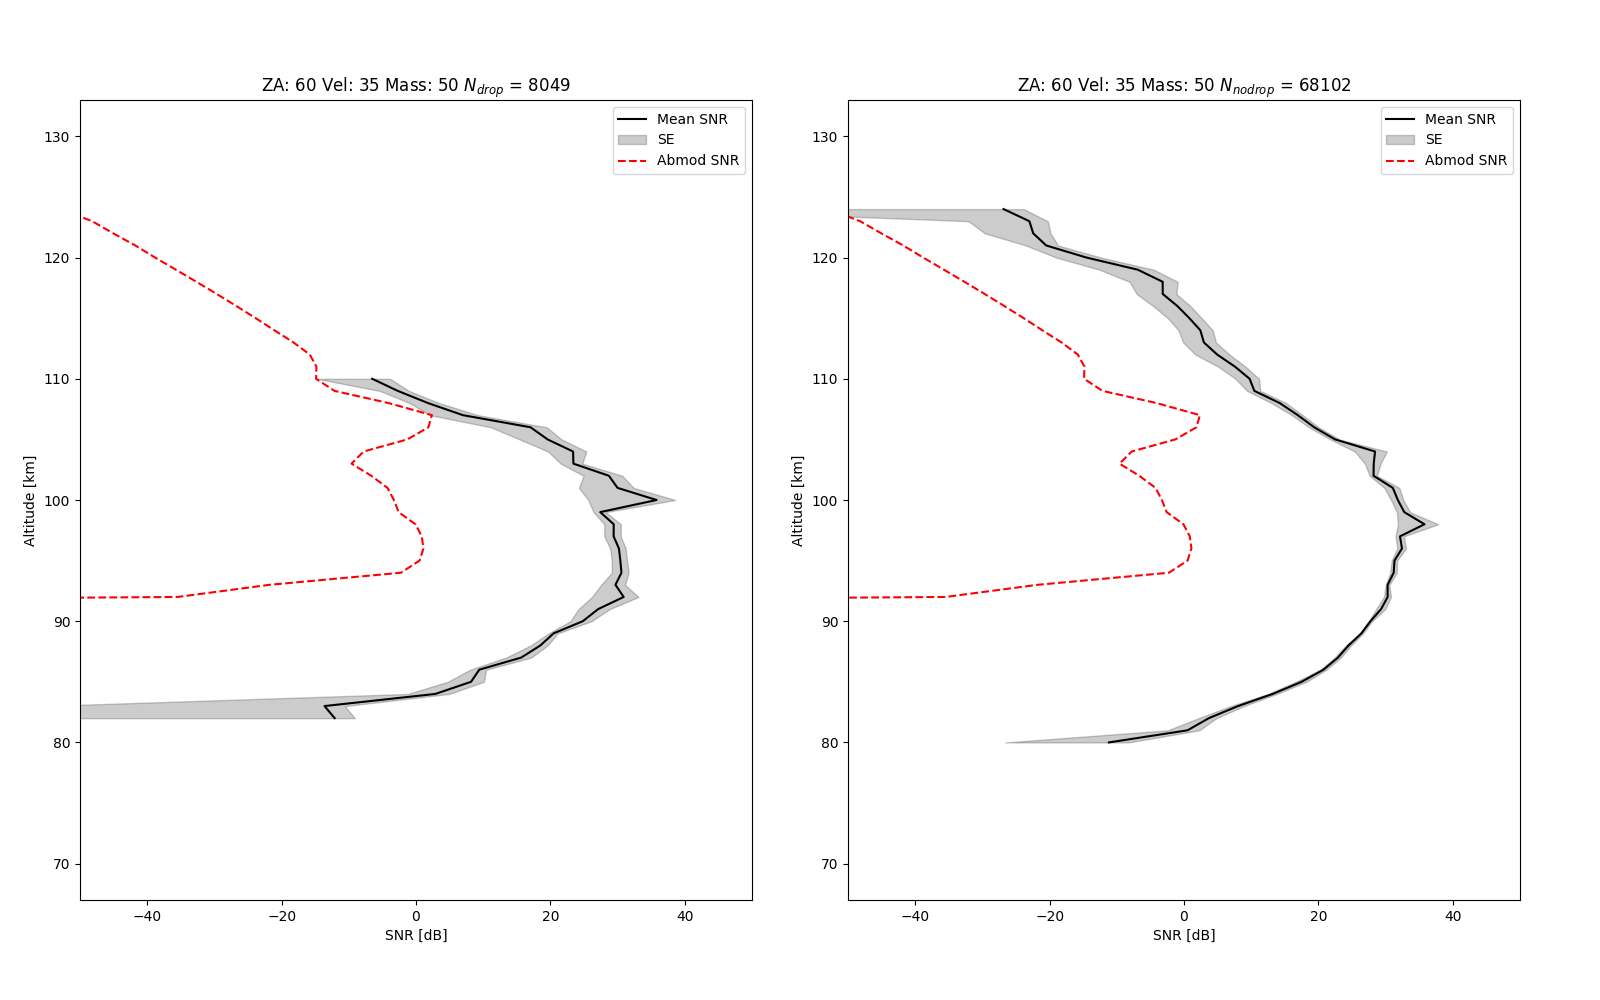 ZA: 60 Vel: 35 Mass: 50 N_drop = 8049
Mean SNR
SE
Abmod SNR
130
120
110
100
90
80
70
Altitude [km]
−40
−20
0
20
40
SNR [dB]
ZA: 60 Vel: 35 Mass: 50 N_nodrop = 68102
Mean SNR
SE
Abmod SNR
130
120
110
100
90
80
70
Altitude [km]
−40
−20
0
20
40
SNR [dB]